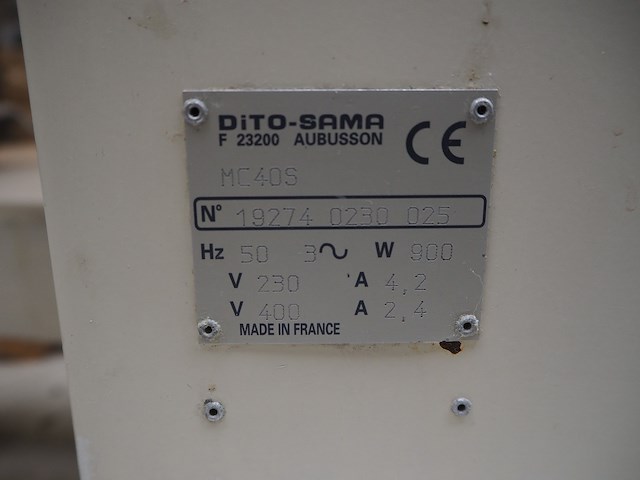 DiTO-SAMA
F 23200 AUBUSSON
CE
MC40S
N° 19274 0230 025
Hz 50 3~ W 900
V 230 A 4,2
V 400 A 2,4
MADE IN FRANCE